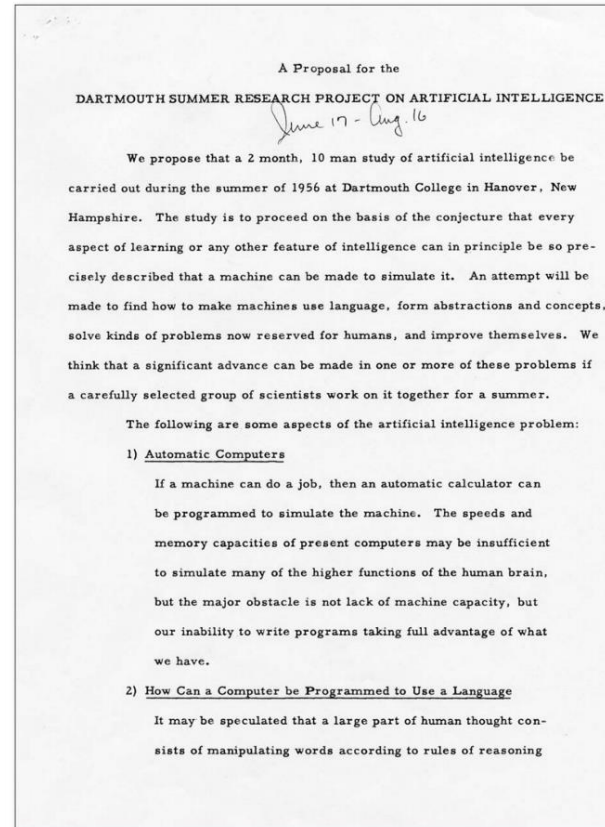 A Proposal for the
DARTMOUTH SUMMER RESEARCH PROJECT ON ARTIFICIAL INTELLIGENCE
June 17 - Aug. 16
We propose that a 2 month, 10 man study of artificial intelligence be
carried out during the summer of 1956 at Dartmouth College in Hanover, New
Hampshire. The study is to proceed on the basis of the conjecture that every
aspect of learning or any other feature of intelligence can in principle be so pre-
cisely described that a machine can be made to simulate it. An attempt will be
made to find how to make machines use language, form abstractions and concepts,
solve kinds of problems now reserved for humans, and improve themselves. We
think that a significant advance can be made in one or more of these problems if
a carefully selected group of scientists work on it together for a summer.
The following are some aspects of the artificial intelligence problem:
1) Automatic Computers
If a machine can do a job, then an automatic calculator can
be programmed to simulate the machine. The speeds and
memory capacities of present computers may be insufficient
to simulate many of the higher functions of the human brain,
but the major obstacle is not lack of machine capacity, but
our inability to write programs taking full advantage of what
we have.
2) How Can a Computer be Programmed to Use a Language
It may be speculated that a large part of human thought con-
sists of manipulating words according to rules of reasoning